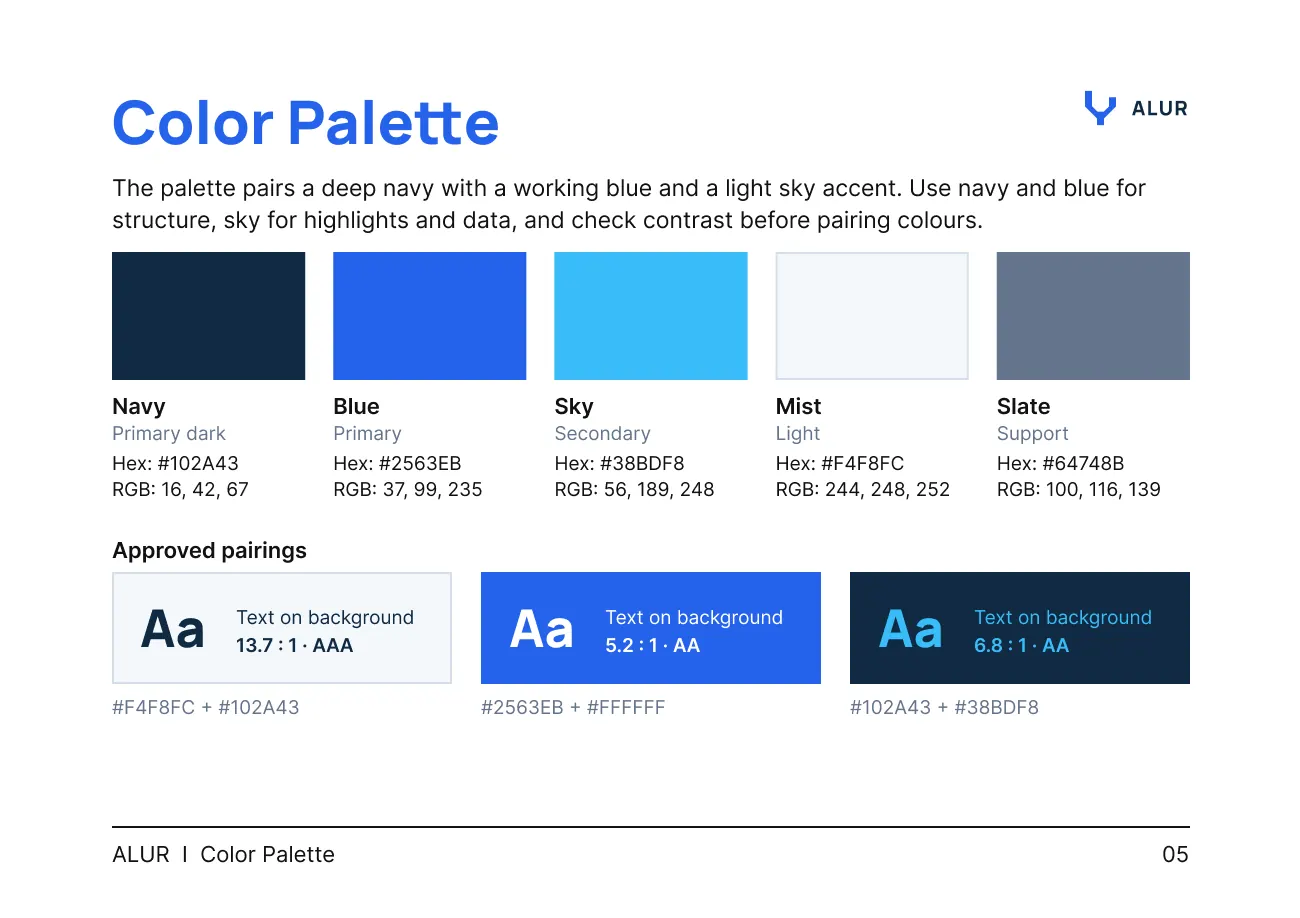 Color Palette
ALUR
The palette pairs a deep navy with a working blue and a light sky accent. Use navy and blue for
structure, sky for highlights and data, and check contrast before pairing colours.
Navy
Primary dark
Hex: #102A43
RGB: 16, 42, 67
Blue
Primary
Hex: #2563EB
RGB: 37, 99, 235
Sky
Secondary
Hex: #38BDF8
RGB: 56, 189, 248
Mist
Light
Hex: #F4F8FC
RGB: 244, 248, 252
Slate
Support
Hex: #64748B
RGB: 100, 116, 139
Approved pairings
Aa
Text on background
13.7 : 1 · AAA
#F4F8FC + #102A43
Aa
Text on background
5.2 : 1 · AA
#2563EB + #FFFFFF
Aa
Text on background
6.8 : 1 · AA
#102A43 + #38BDF8
ALUR I Color Palette
05